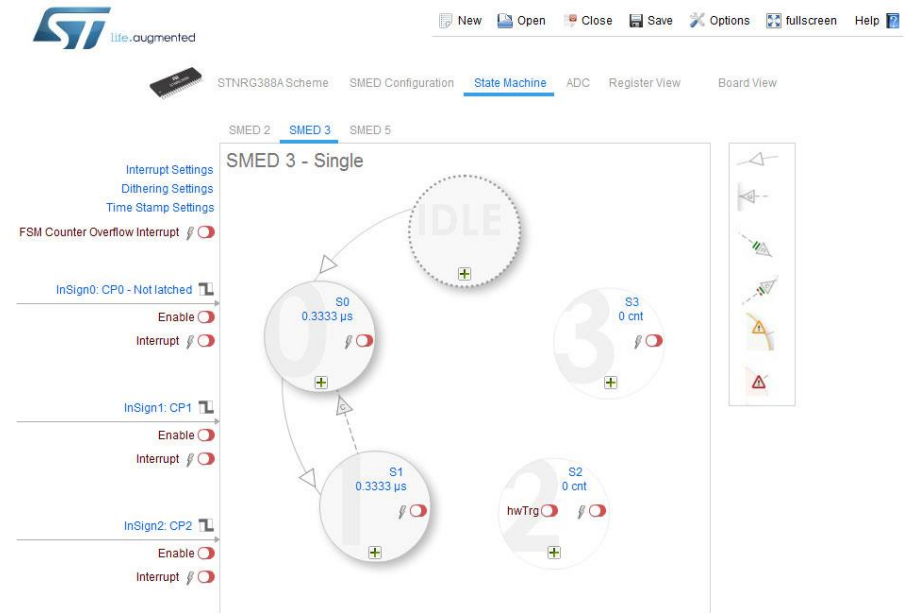 life.augmented
New Open Close Save Options fullscreen Help
STNRG388A Scheme SMED Configuration State Machine ADC Register View Board View
SMED 2 SMED 3 SMED 5
SMED 3 - Single
Interrupt Settings
Dithering Settings
Time Stamp Settings
FSM Counter Overflow Interrupt
IDLE
InSign0: CP0 - Not latched
Enable
Interrupt
0
S0
0.3333 µs
3
S3
0 cnt
InSign1: CP1
Enable
Interrupt
C
1
S1
0.3333 µs
2
S2
0 cnt
hwTrg
InSign2: CP2
Enable
Interrupt